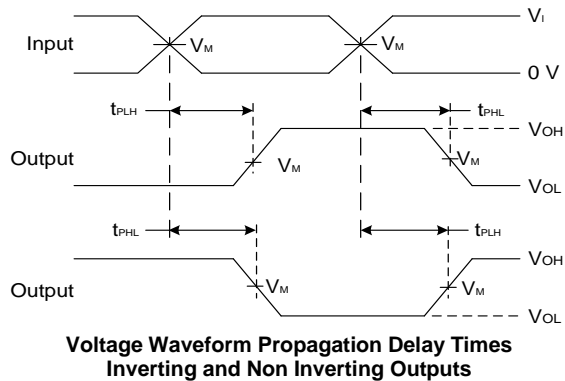 VI
Input
VM
VM
0 V
tPLH
tPHL
VOH
Output
VM
VM
VOL
tPHL
tPLH
VOH
Output
VM
VM
VOL
Voltage Waveform Propagation Delay Times
Inverting and Non Inverting Outputs